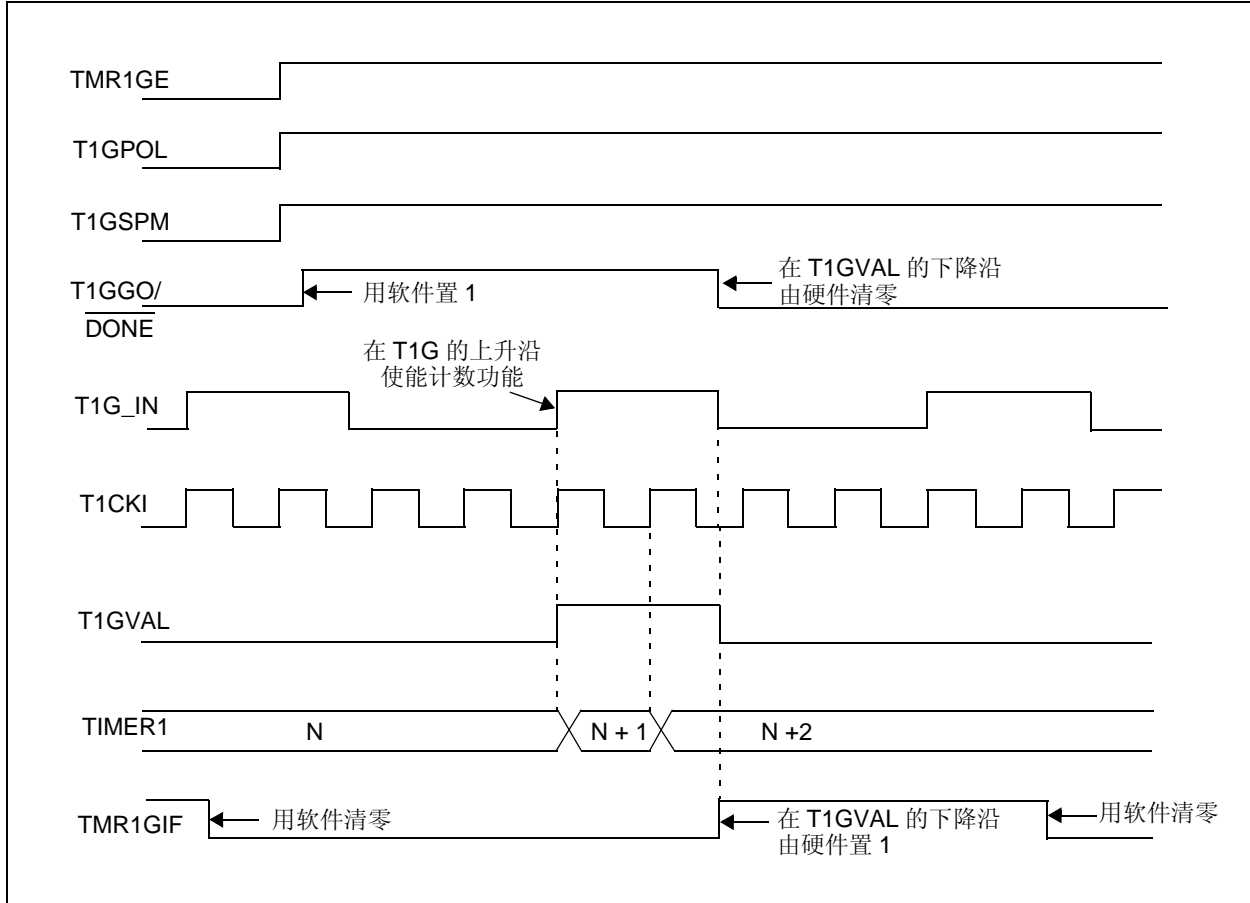 TMR1GE
T1GPOL
T1GSPM
T1GGO/
DONE
用软件置 1
在 T1GVAL 的下降沿
由硬件清零
在 T1G 的上升沿
使能计数功能
T1G_IN
T1CKI
T1GVAL
TIMER1
N
N + 1
N +2
TMR1GIF
用软件清零
在 T1GVAL 的下降沿
由硬件置 1
用软件清零